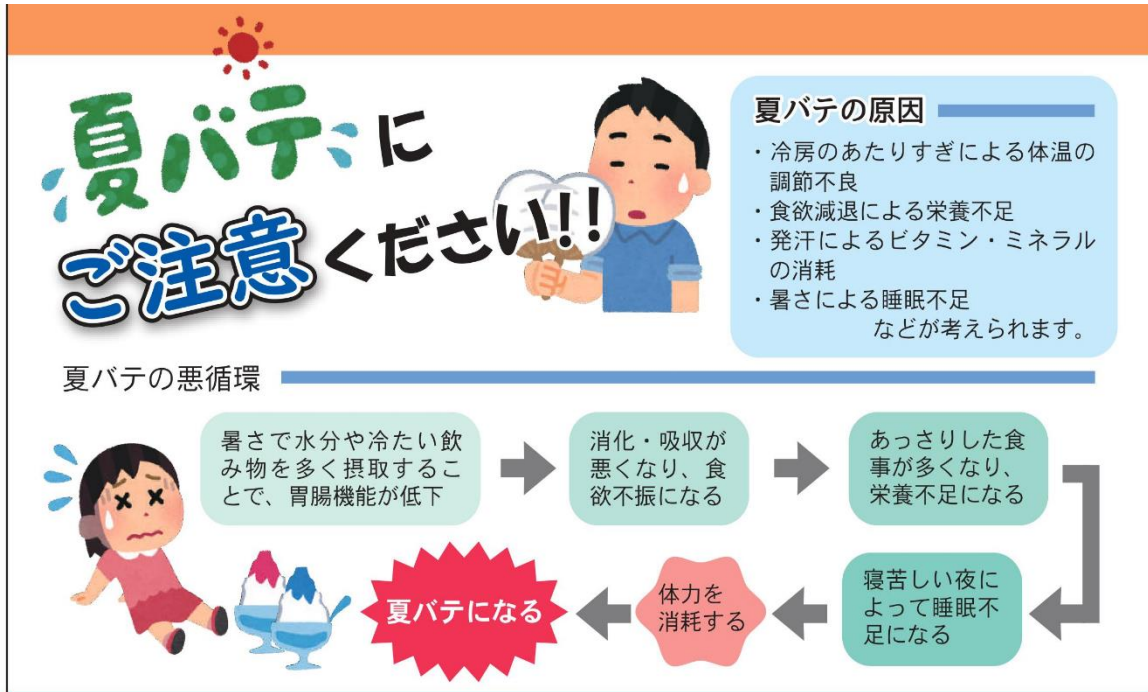 夏バテに
ご注意ください!!
夏バテの原因
・冷房のあたりすぎによる体温の
調節不良
・食欲減退による栄養不足
・発汗によるビタミン・ミネラル
の消耗
・暑さによる睡眠不足
などが考えられます。
夏バテの悪循環
暑さで水分や冷たい飲
み物を多く摂取するこ
とで、胃腸機能が低下
消化・吸収が
悪くなり、食
欲不振になる
あっさりした食
事が多くなり、
栄養不足になる
寝苦しい夜に
よって睡眠不
足になる
体力を
消耗する
夏バテになる